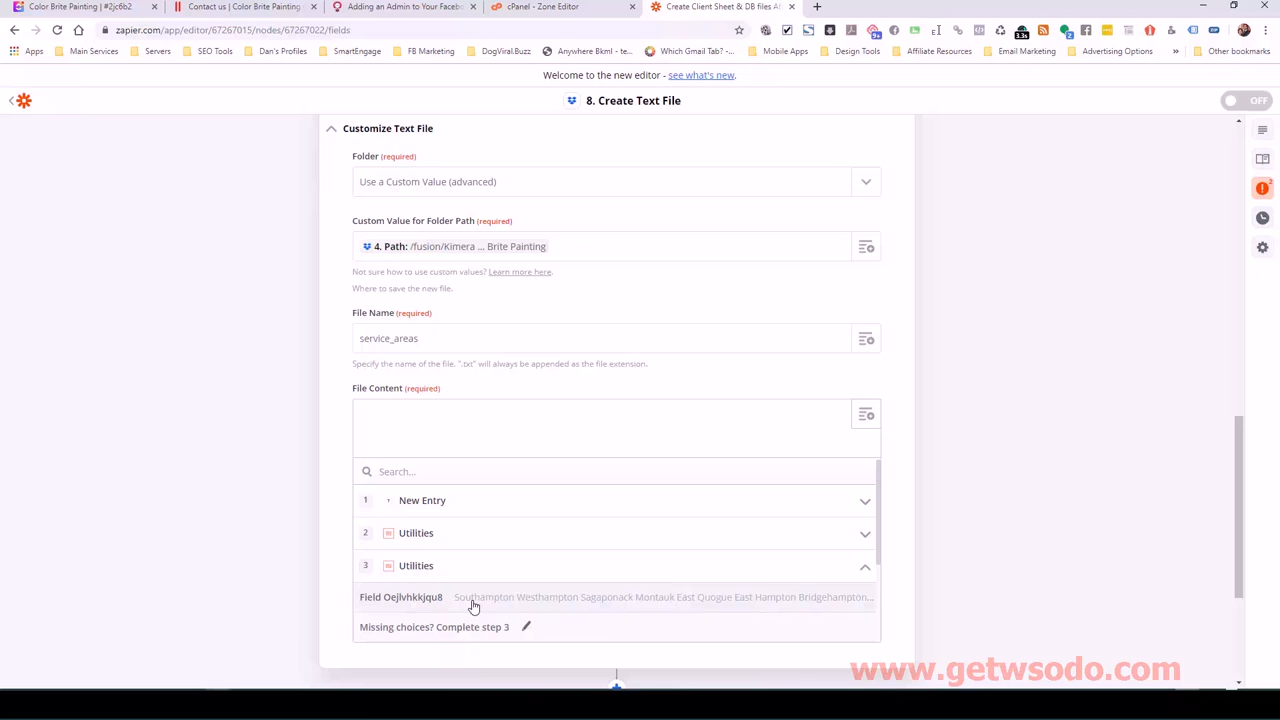 Color Brite Painting | #2jc6b2
Contact us | Color Brite Painting
Adding an Admin to Your Facebo
cPanel - Zone Editor
Create Client Sheet & DB files Af
zapier.com/app/editor/67267015/nodes/67267022/fields
Apps
Main Services
Servers
SEO Tools
Dan's Profiles
SmartEngage
FB Marketing
DogViral.Buzz
Anywhere Bkml - te...
Which Gmail Tab? -...
Mobile Apps
Design Tools
Affiliate Resources
Email Marketing
Advertising Options
»
Other bookmarks
Welcome to the new editor - see what's new.
8. Create Text File
OFF
Customize Text File
Folder (required)
Use a Custom Value (advanced)
Custom Value for Folder Path (required)
4. Path: /fusion/Kimera ... Brite Painting
Not sure how to use custom values? Learn more here.
Where to save the new file.
File Name (required)
service_areas
Specify the name of the file. ".txt" will always be appended as the file extension.
File Content (required)
Search...
1 New Entry
2 Utilities
3 Utilities
Field Oejlvhkkjqu8 Southampton Westhampton Sagaponack Montauk East Quogue East Hampton Bridgehampton...
Missing choices? Complete step 3
www.getwsodo.com